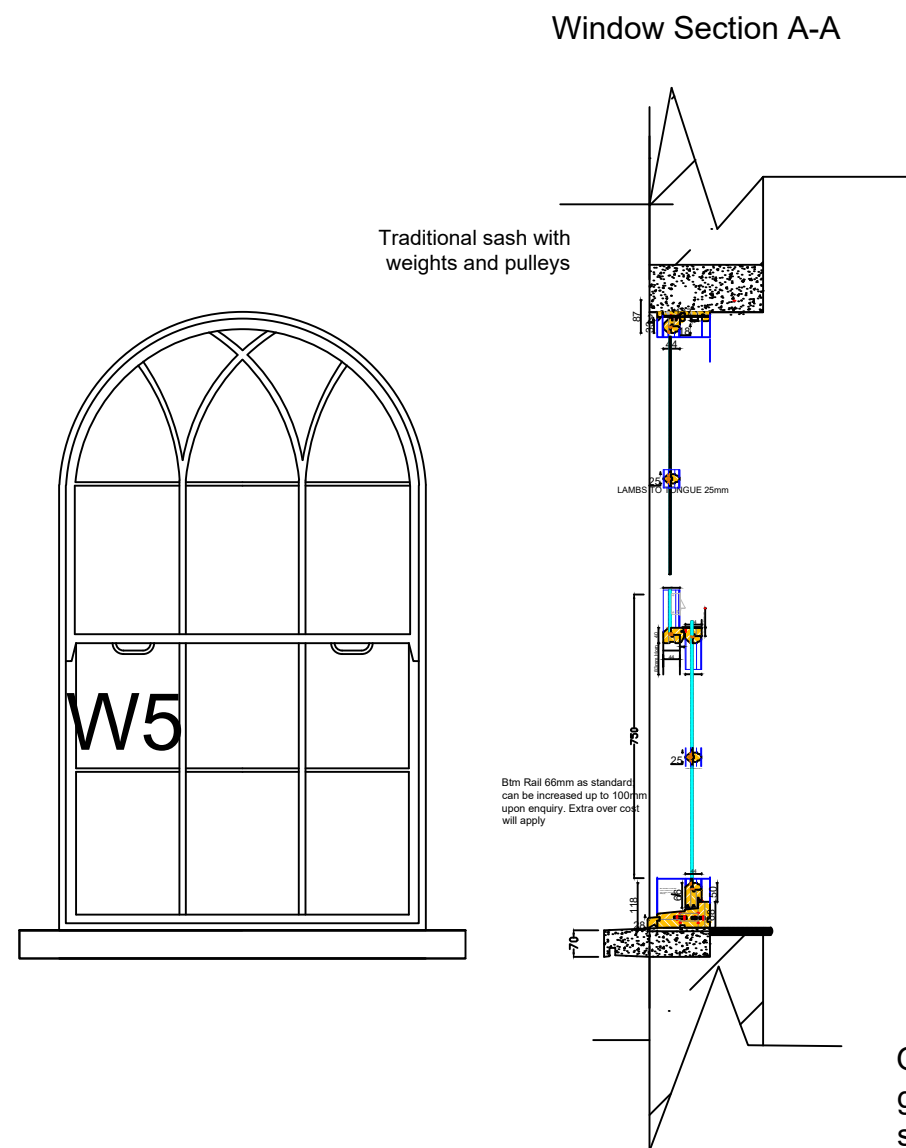 Window Section A-A
Traditional sash with
weights and pulleys
87
44
25
LAMBS TO TONGUE 25mm
W5
750
25
Btm Rail 66mm as standard,
can be increased up to 100mm
upon enquiry. Extra over cost
will apply
118
66
50
70